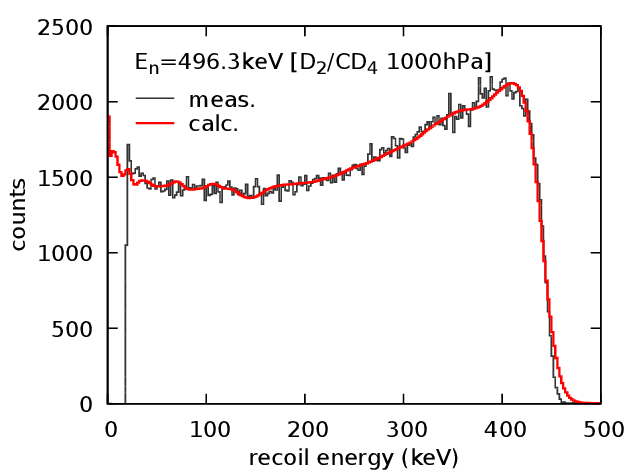 2500
E_n=496.3keV [D_2/CD_4 1000hPa]
2000
meas.
calc.
1500
counts
1000
500
0
0 100 200 300 400 500
recoil energy (keV)